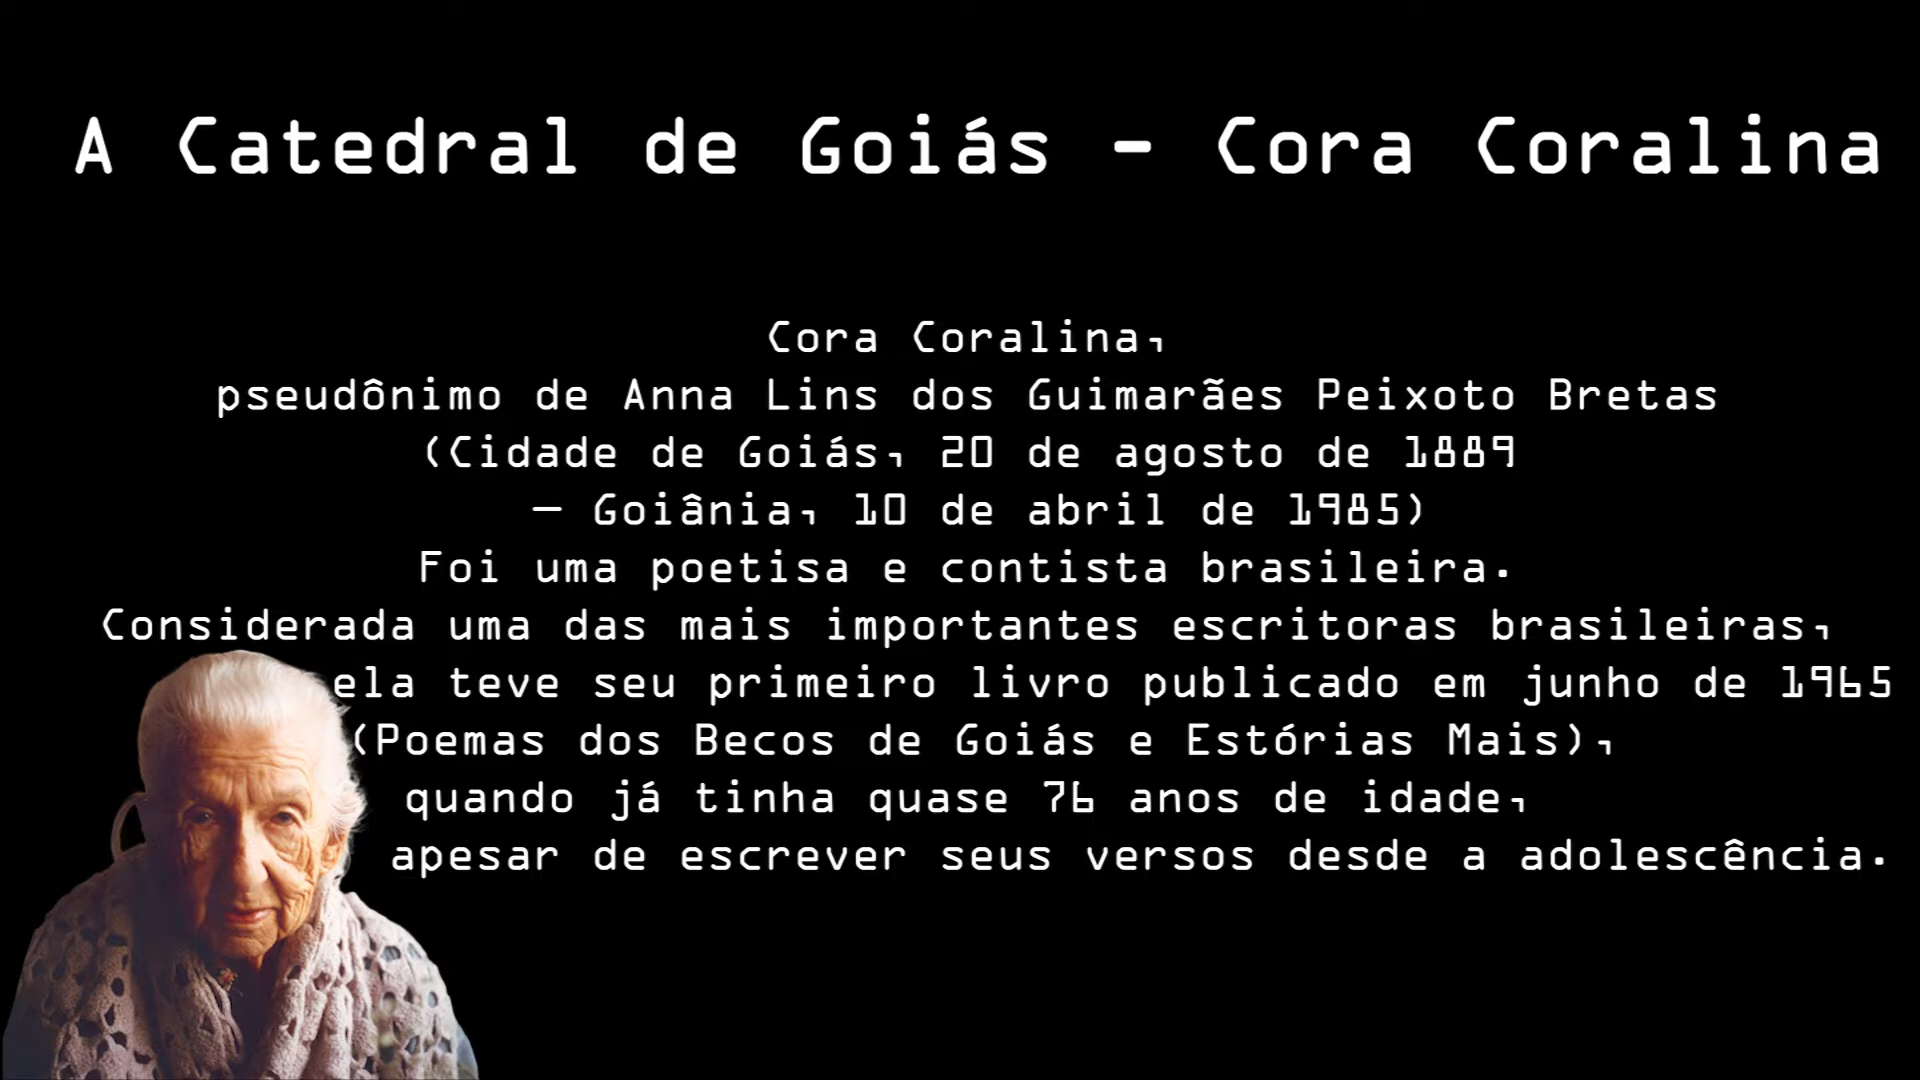 A Catedral de Goiás - Cora Coralina
Cora Coralina,
pseudônimo de Anna Lins dos Guimarães Peixoto Bretas
(Cidade de Goiás, 20 de agosto de 1889
— Goiânia, 10 de abril de 1985)
Foi uma poetisa e contista brasileira.
Considerada uma das mais importantes escritoras brasileiras,
ela teve seu primeiro livro publicado em junho de 1965
(Poemas dos Becos de Goiás e Estórias Mais),
quando já tinha quase 76 anos de idade,
apesar de escrever seus versos desde a adolescência.